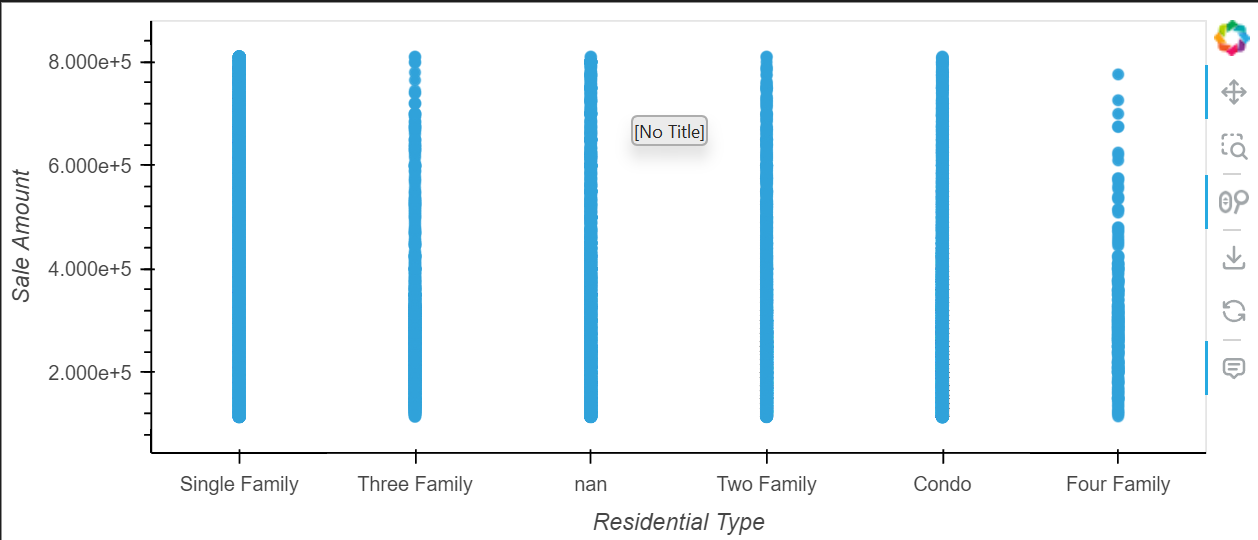 8.000e+5
[No Title]
6.000e+5
Sale Amount
4.000e+5
2.000e+5
Single Family
Three Family
nan
Two Family
Condo
Four Family
Residential Type